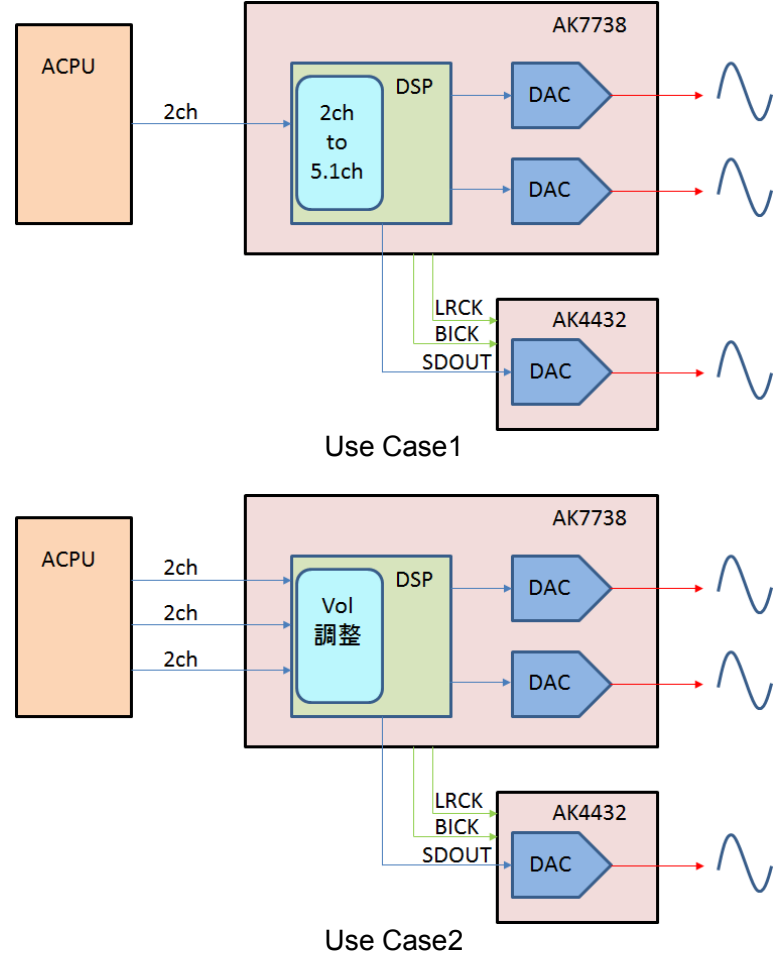 AK7738
ACPU
DSP
DAC
2ch
2ch
to
5.1ch
DAC
LRCK
AK4432
BICK
SDOUT
DAC
Use Case1
AK7738
ACPU
DSP
DAC
2ch
Vol
調整
2ch
2ch
DAC
LRCK
AK4432
BICK
SDOUT
DAC
Use Case2